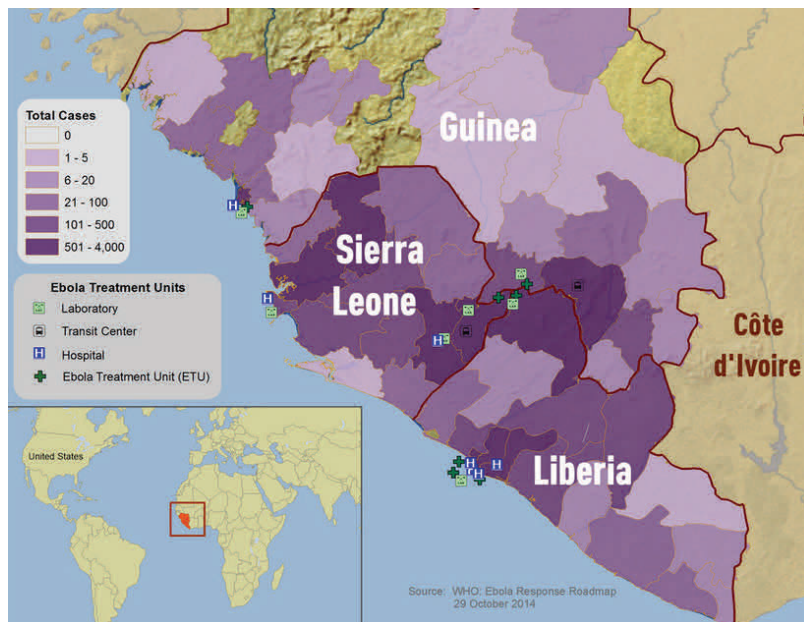 Total Cases
0
1 - 5
6 - 20
21 - 100
101 - 500
501 - 4,000
Guinea
Sierra
Leone
Ebola Treatment Units
Laboratory
Transit Center
H Hospital
Ebola Treatment Unit (ETU)
Côte
d'Ivoire
Liberia
United States
Source: WHO: Ebola Response Roadmap
29 October 2014
H
H
H
H
H
H